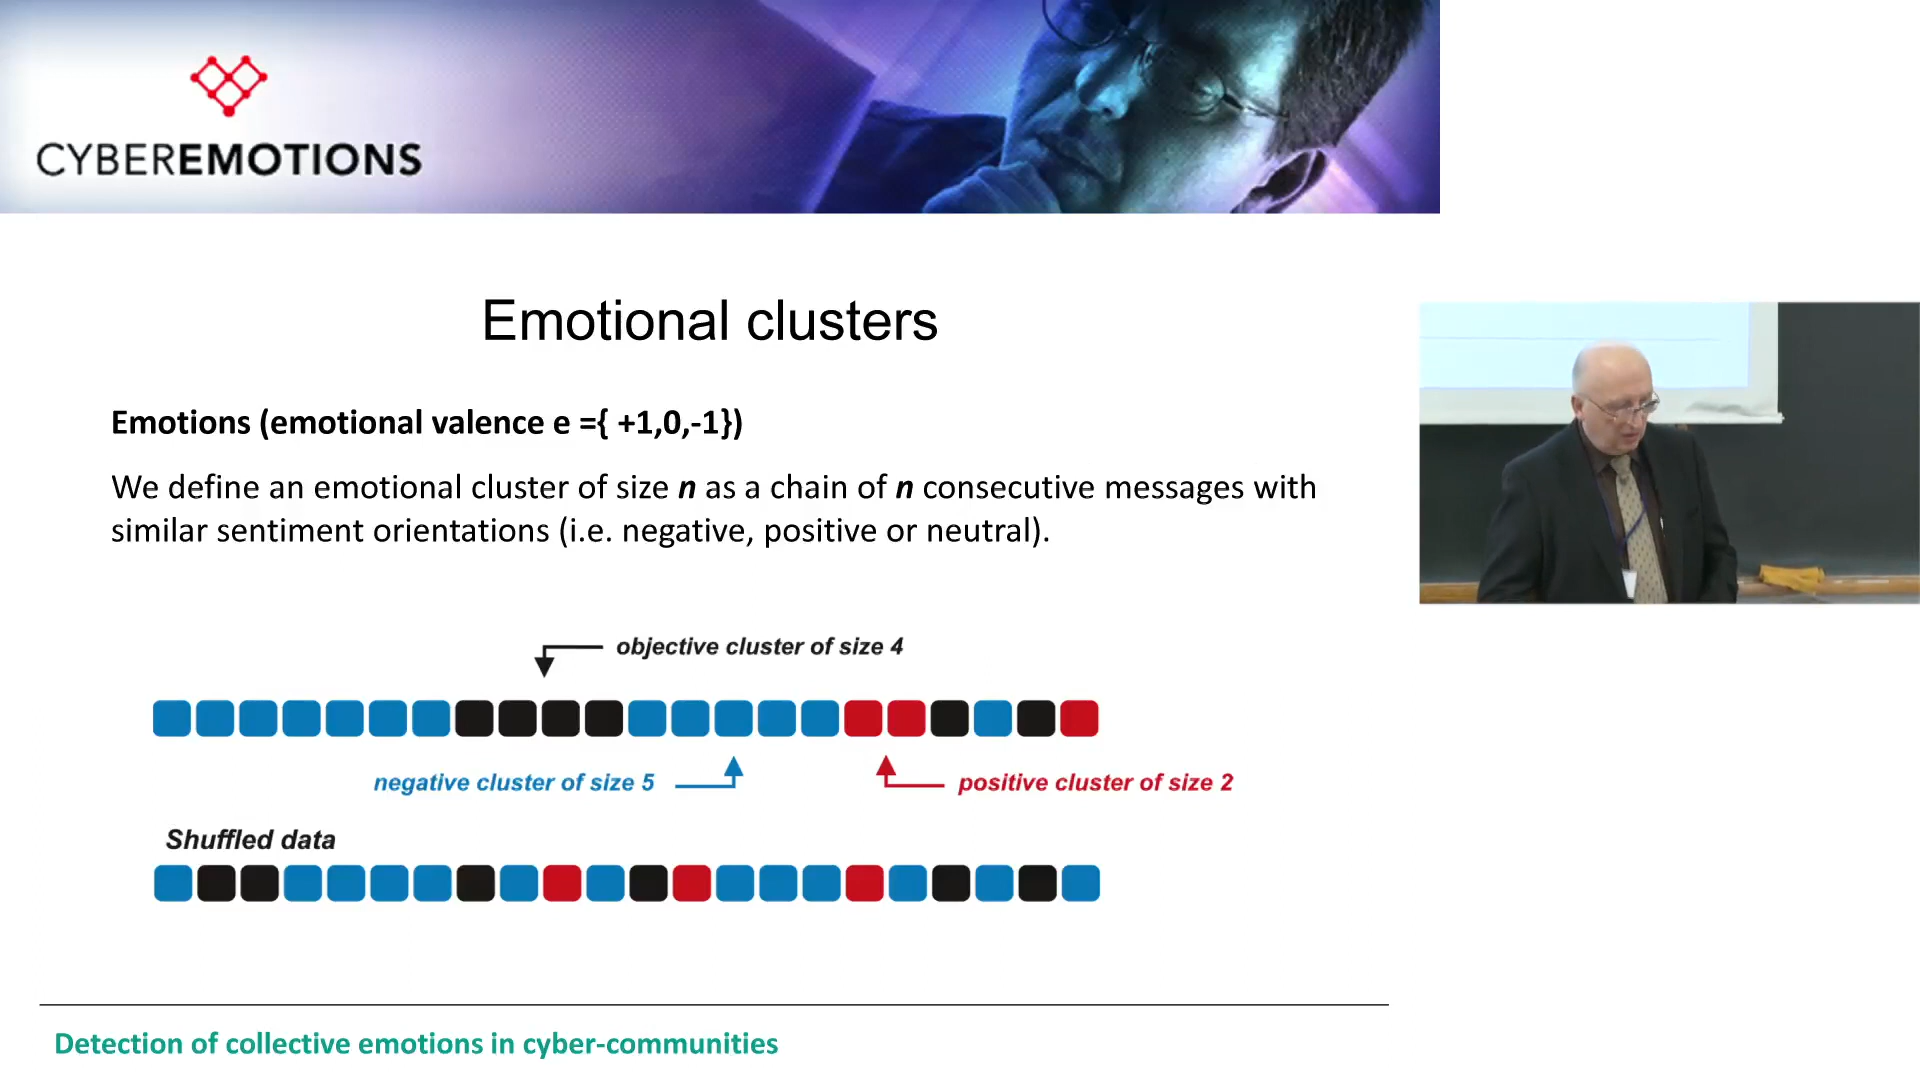 CYBEREMOTIONS
Emotional clusters
Emotions (emotional valence e ={ +1,0,-1})
We define an emotional cluster of size n as a chain of n consecutive messages with
similar sentiment orientations (i.e. negative, positive or neutral).
objective cluster of size 4
negative cluster of size 5
positive cluster of size 2
Shuffled data
Detection of collective emotions in cyber-communities